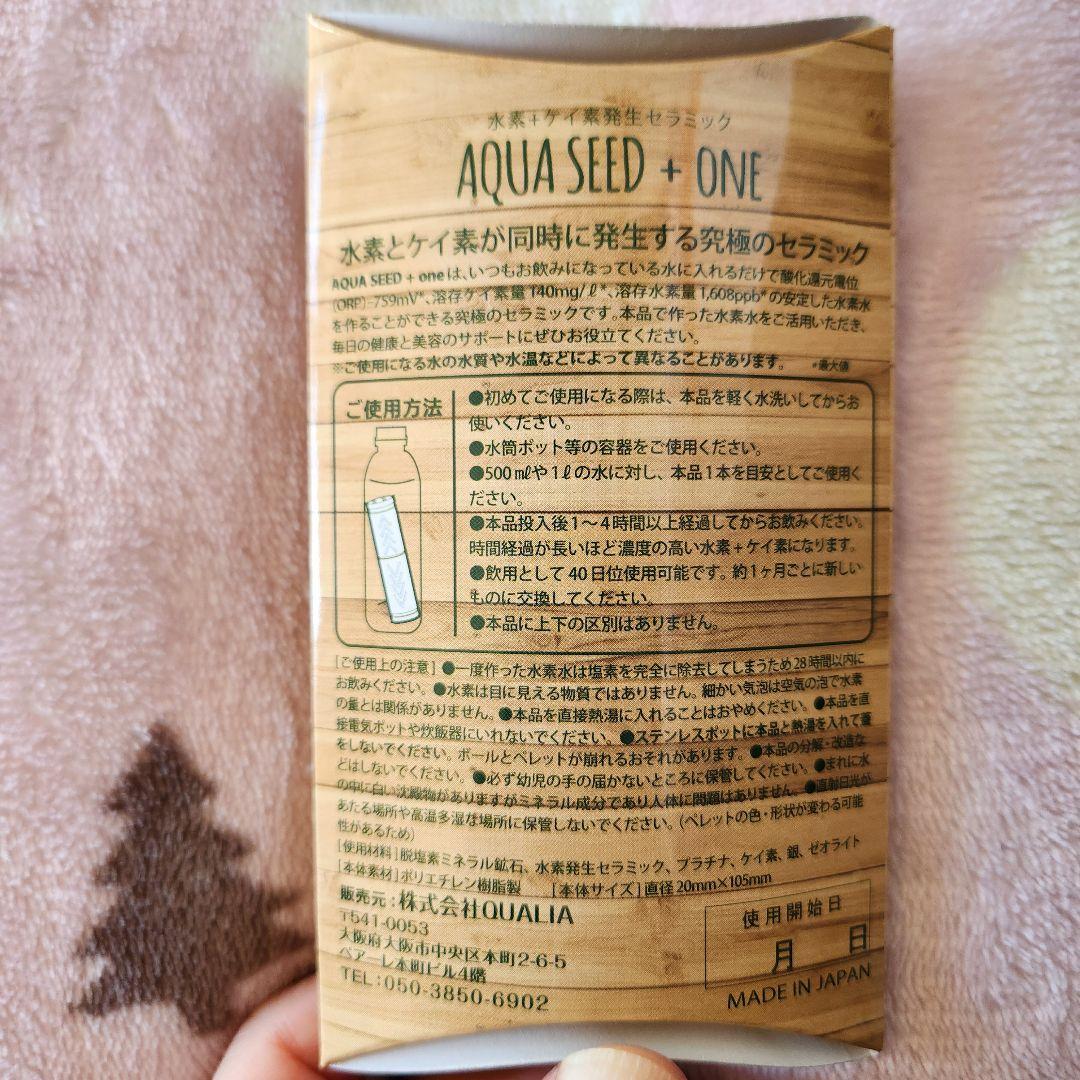 水素+ケイ素発生セラミック
AQUA SEED + ONE
水素とケイ素が同時に発生する究極のセラミック
AQUA SEED + oneは、いつもお飲みになっている水に入れるだけで酸化還元電位
(ORP)-759mV*、溶存ケイ素量140mg/ℓ*、溶存水素量1,608ppb*の安定した水素水
を作ることができる究極のセラミックです。本品で作った水素水をご活用いただき、
毎日の健康と美容のサポートにぜひお役立てください。
※ご使用になる水の水質や水温などによって異なることがあります。 *最大値
ご使用方法
●初めてご使用になる際は、本品を軽く水洗いしてからお
使いください。
●水筒ポット等の容器をご使用ください。
●500㎖や1ℓの水に対し、本品1本を目安としてご使用く
ださい。
●本品投入後1〜4時間以上経過してからお飲みください。
時間経過が長いほど濃度の高い水素+ケイ素になります。
●飲用として40日位使用可能です。約1ヶ月ごとに新しい
ものに交換してください。
●本品に上下の区別はありません。
[ご使用上の注意]●一度作った水素水は塩素を完全に除去してしまうため28時間以内に
お飲みください。●水素は目に見える物質ではありません。細かい気泡は空気の泡で水素
の量とは関係がありません。●本品を直接熱湯に入れることはおやめください。●本品を直
接電気ポットや炊飯器にいれないでください。●ステンレスポットに本品と熱湯を入れて蓋
をしないでください。ボールとペレットが崩れるおそれがあります。●本品の分解・改造な
どはしないでください。●必ず幼児の手の届かないところに保管してください。●まれに水
の中に白い沈殿物がありますがミネラル成分であり人体に問題はありません。●直射日光が
あたる場所や高温多湿な場所に保管しないでください。(ペレットの色・形状が変わる可能
性があるため)
[使用材料]脱塩素ミネラル鉱石、水素発生セラミック、プラチナ、ケイ素、銀、ゼオライト
[本体素材]ポリエチレン樹脂製 [本体サイズ]直径20mm×105mm
販売元:株式会社QUALIA
〒541-0053
大阪府大阪市中央区本町2-6-5
ペアーレ本町ビル4階
TEL:050-3850-6902
使用開始日
月 日
MADE IN JAPAN